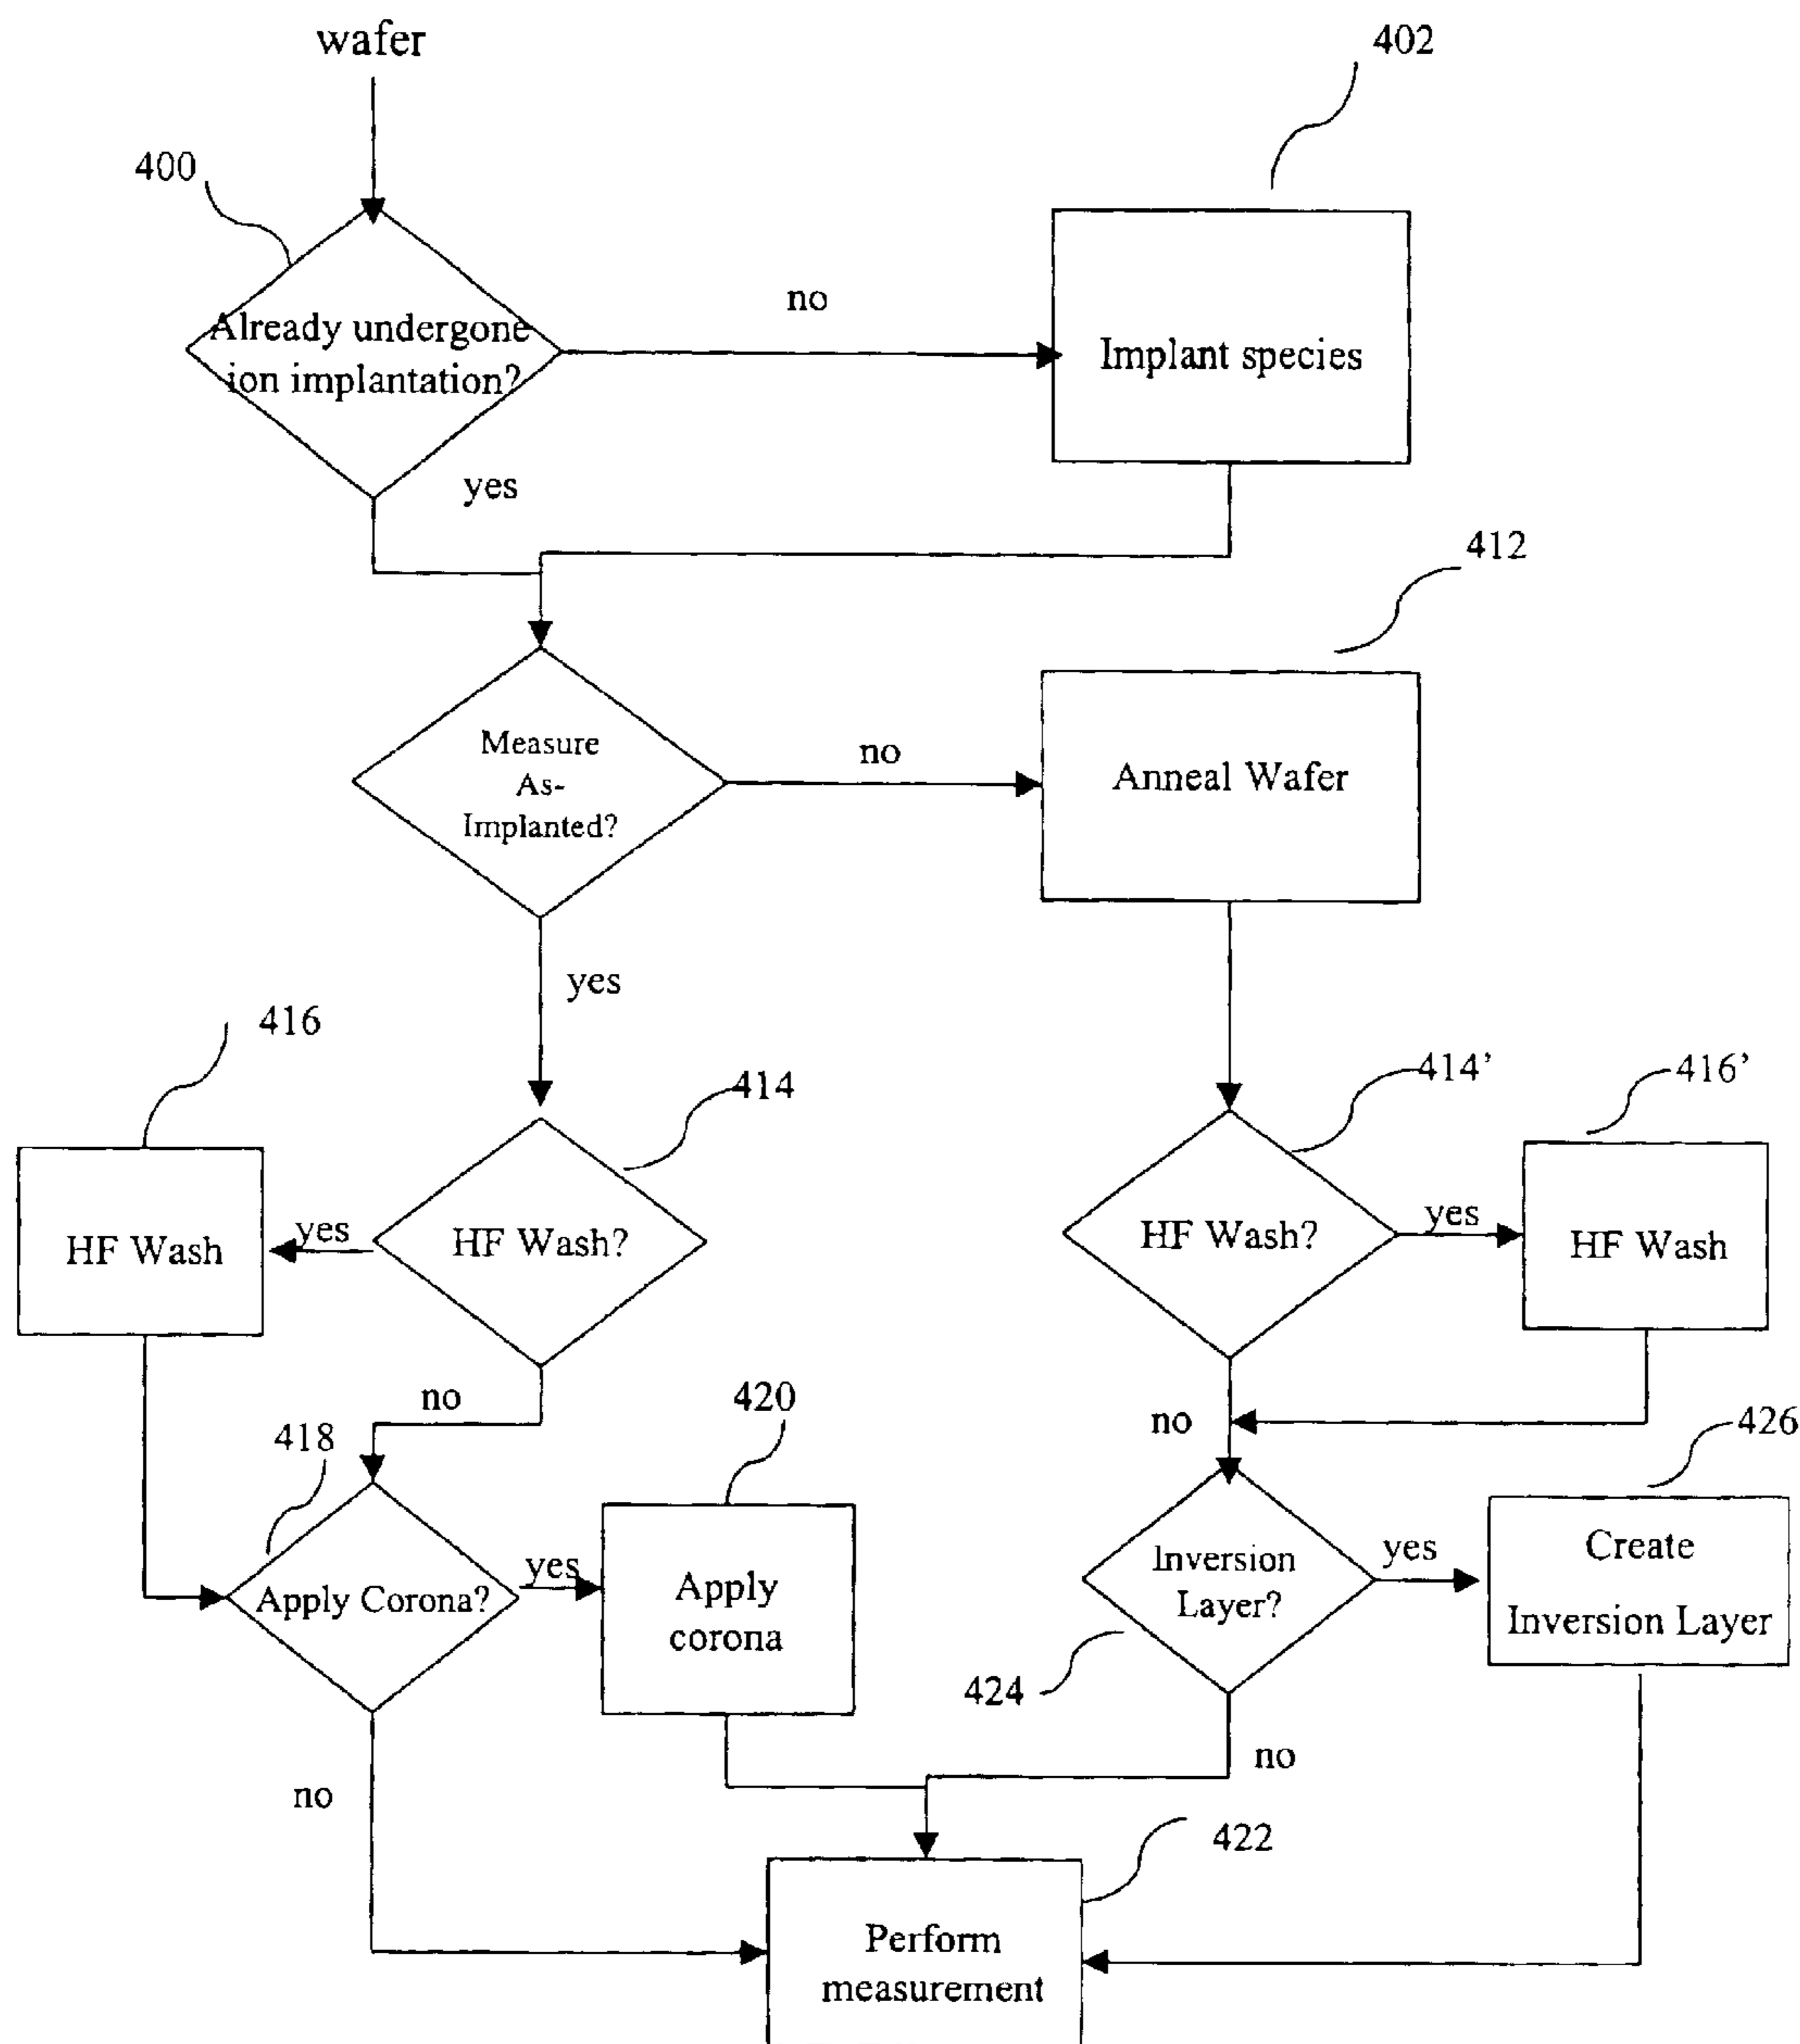 wafer
402
400
no
Already undergone
ion implantation?
Implant species
yes
412
Measure
As-
Implanted?
no
Anneal Wafer
yes
416
414
414’
416’
HF Wash
yes
HF Wash?
HF Wash?
yes
HF Wash
no
420
no
426
418
Apply Corona?
yes
Apply
corona
Inversion
Layer?
yes
Create
Inversion Layer
424
no
no
422
Perform
measurement